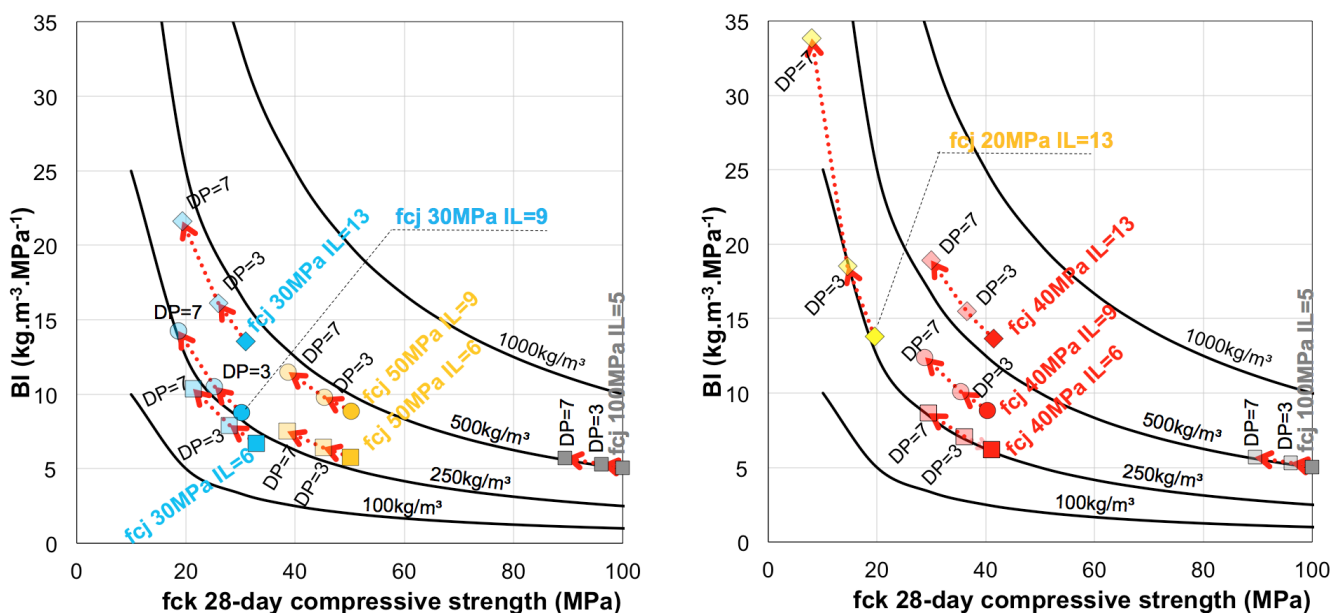 35
30
25
20
15
10
5
0
BI (kg.m⁻³.MPa⁻¹)
0 20 40 60 80 100
fck 28-day compressive strength (MPa)
DP=7
DP=3
fcj 30MPa IL=13
fcj 30MPa IL=9
DP=7
DP=3
DP=7
DP=3
fcj 30MPa IL=6
DP=7
DP=3
fcj 50MPa IL=9
DP=7
DP=3
fcj 50MPa IL=6
1000kg/m³
500kg/m³
250kg/m³
100kg/m³
DP=7
DP=3
fcj 100MPa IL=5
35
30
25
20
15
10
5
0
BI (kg.m⁻³.MPa⁻¹)
0 20 40 60 80 100
fck 28-day compressive strength (MPa)
DP=7
DP=3
fcj 20MPa IL=13
DP=7
DP=3
fcj 40MPa IL=13
DP=7
DP=3
fcj 40MPa IL=9
DP=7
DP=3
fcj 40MPa IL=6
1000kg/m³
500kg/m³
250kg/m³
100kg/m³
DP=7
DP=3
fcj 100MPa IL=5